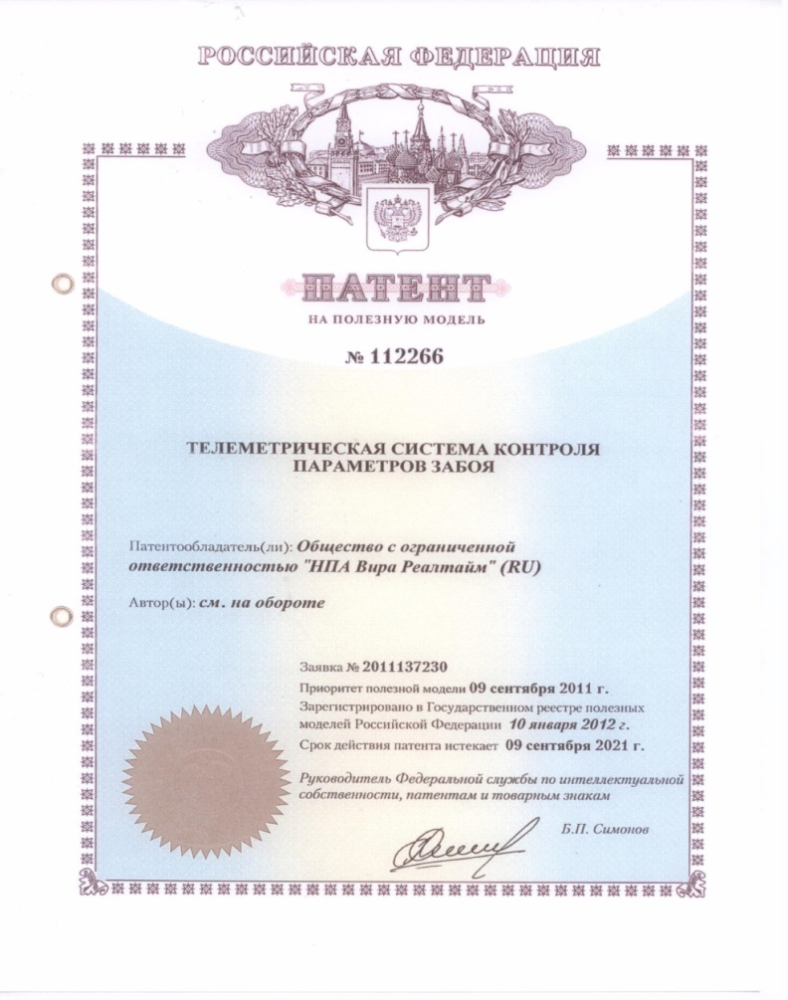 РОССИЙСКАЯ ФЕДЕРАЦИЯ
ПАТЕНТ
НА ПОЛЕЗНУЮ МОДЕЛЬ
№ 112266
ТЕЛЕМЕТРИЧЕСКАЯ СИСТЕМА КОНТРОЛЯ
ПАРАМЕТРОВ ЗАБОЯ
Патентообладатель(ли): Общество с ограниченной
ответственностью "НПА Вира Реалтайм" (RU)
Автор(ы): см. на обороте
Заявка № 2011137230
Приоритет полезной модели 09 сентября 2011 г.
Зарегистрировано в Государственном реестре полезных
моделей Российской Федерации 10 января 2012 г.
Срок действия патента истекает 09 сентября 2021 г.
Руководитель Федеральной службы по интеллектуальной
собственности, патентам и товарным знакам
Б.П. Симонов